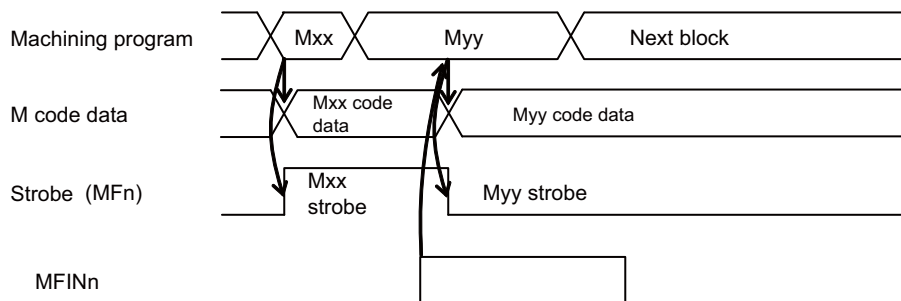 Machining program
Mxx
Myy
Next block
M code data
Mxx code
data
Myy code data
Strobe (MFn)
Mxx
strobe
Myy strobe
MFINn